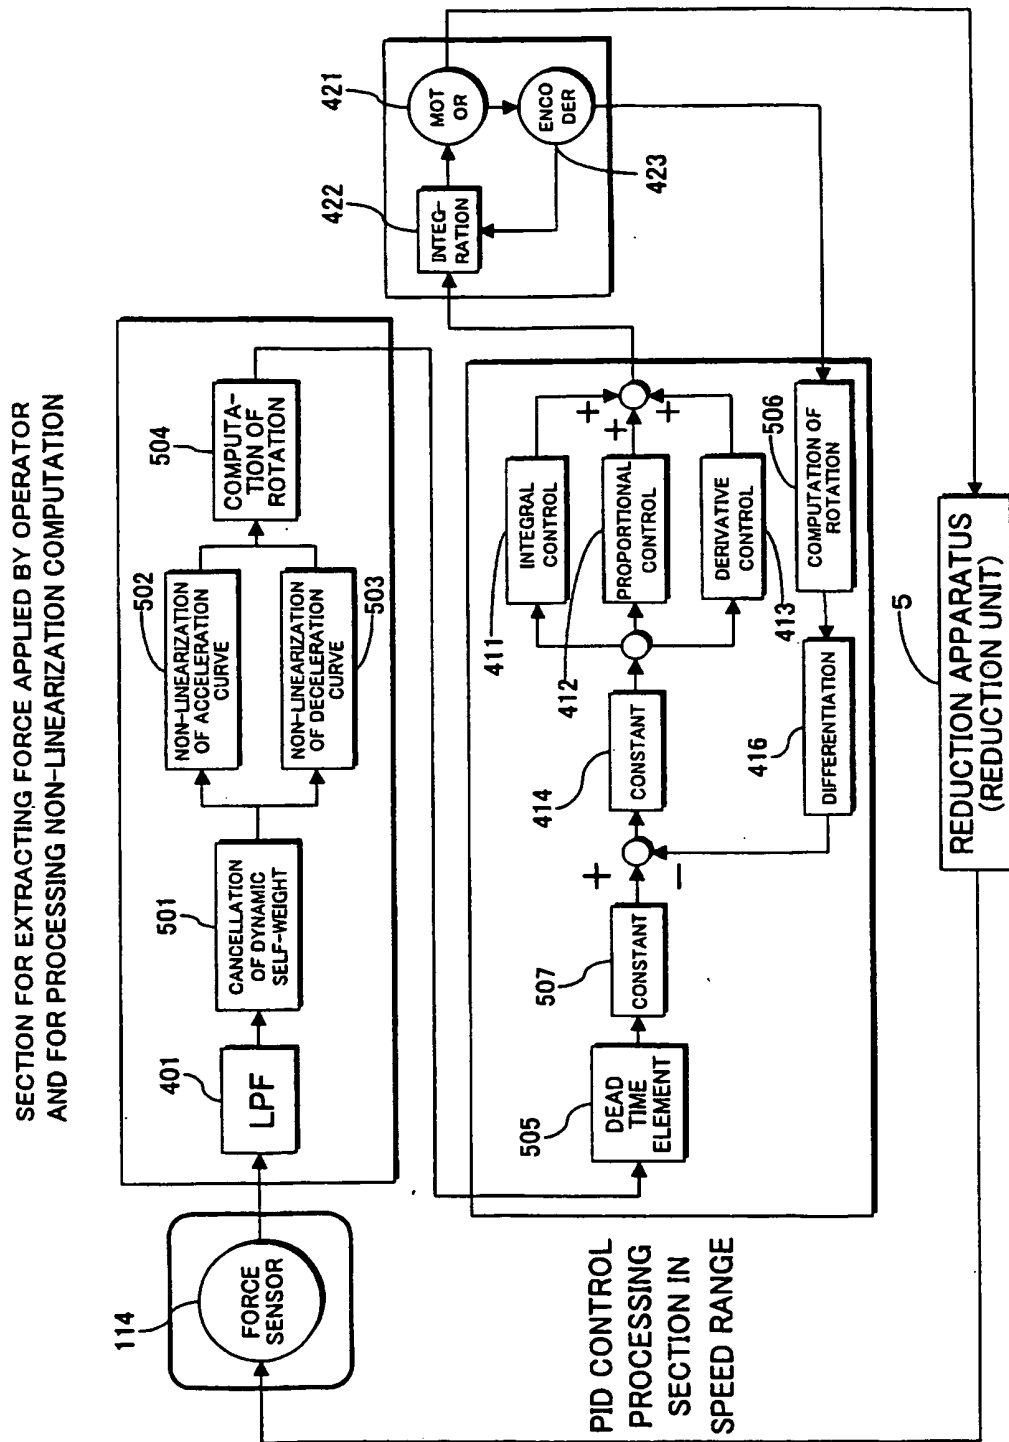 SECTION FOR EXTRACTING FORCE APPLIED BY OPERATOR
AND FOR PROCESSING NON-LINEARIZATION COMPUTATION
114
FORCE
SENSOR
401
LPF
501
CANCELLATION
OF DYNAMIC
SELF-WEIGHT
502
NON-LINEARIZATION
OF ACCELERATION
CURVE
NON-LINEARIZATION
OF DECELERATION
CURVE
503
504
COMPUTA-
TION OF
ROTATION
422
INTEG-
RATION
421
MOT
OR
ENCO
DER
423
PID CONTROL
PROCESSING
SECTION IN
SPEED RANGE
505
DEAD
TIME
ELEMENT
507
CONSTANT
+
−
414
CONSTANT
411
INTEGRAL
CONTROL
412
PROPORTIONAL
CONTROL
DERIVATIVE
CONTROL
413
+
+
+
506
COMPUTATION OF
ROTATION
416
DIFFERENTIATION
5
REDUCTION APPARATUS
(REDUCTION UNIT)